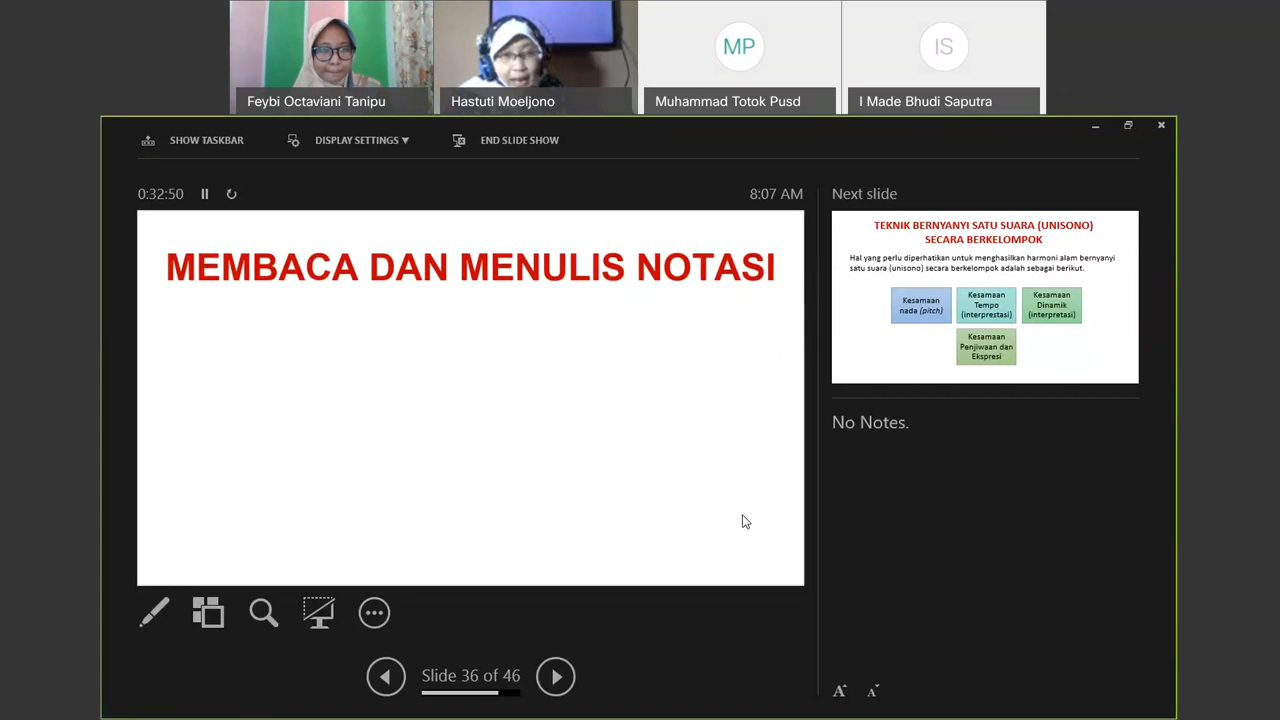 Feybi Octaviani Tanipu
Hastuti Moeljono
MP
Muhammad Totok Pusd
IS
I Made Bhudi Saputra
SHOW TASKBAR
DISPLAY SETTINGS ▼
END SLIDE SHOW
0:32:50
8:07 AM
MEMBACA DAN MENULIS NOTASI
Next slide
TEKNIK BERNYANYI SATU SUARA (UNISONO)
SECARA BERKELOMPOK
Hal yang perlu diperhatikan untuk menghasilkan harmoni alam bernyanyi
satu suara (unisono) secara berkelompok adalah sebagai berikut.
Kesamaan
nada (pitch)
Kesamaan
Tempo
(interprestasi)
Kesamaan
Dinamik
(interpretasi)
Kesamaan
Penjiwaan dan
Ekspresi
No Notes.
Slide 36 of 46
A A